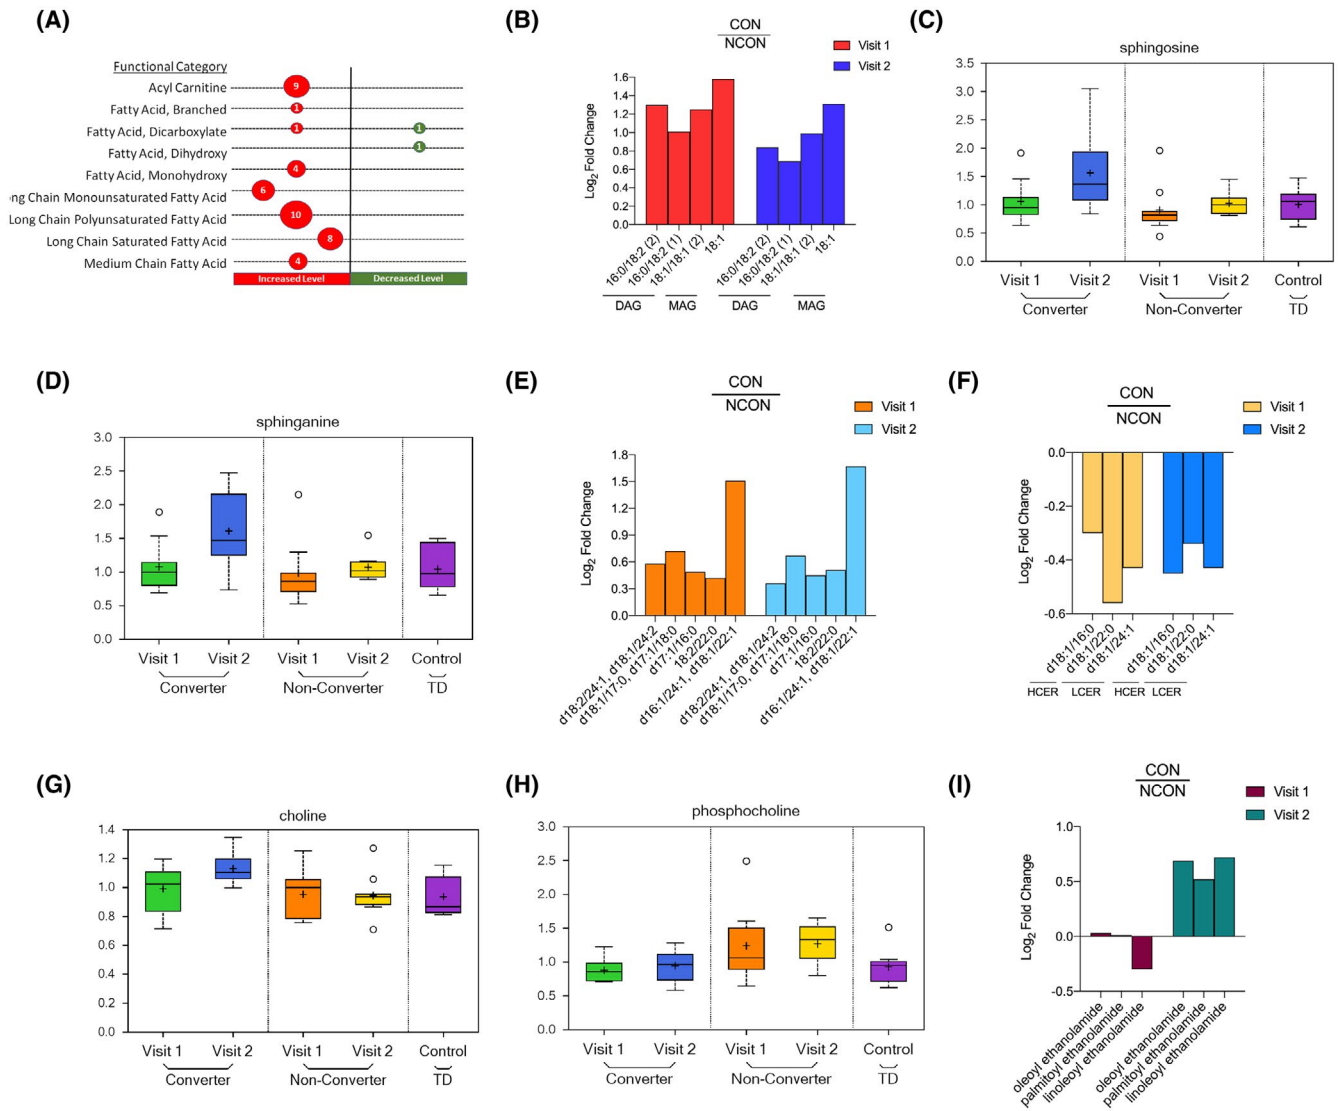 (A)
Functional Category
Acyl Carnitine
9
Fatty Acid, Branched
1
Fatty Acid, Dicarboxylate
1
1
Fatty Acid, Dihydroxy
1
Fatty Acid, Monohydroxy
4
ng Chain Monounsaturated Fatty Acid
6
Long Chain Polyunsaturated Fatty Acid
10
Long Chain Saturated Fatty Acid
8
Medium Chain Fatty Acid
4
Increased Level
Decreased Level
(B)
CON
NCON
Visit 1
Visit 2
Log2 Fold Change
1.6
1.4
1.2
1.0
0.8
0.6
0.4
0.2
0.0
16:0/18:2 (2)
16:0/18:2 (1)
18:1/18:1 (2)
18:1
16:0/18:2 (2)
16:0/18:2 (1)
18:1/18:1 (2)
18:1
DAG
MAG
DAG
MAG
(C)
sphingosine
3.5
3.0
2.5
2.0
1.5
1.0
0.5
0.0
Visit 1 Visit 2 Visit 1 Visit 2 Control
Converter Non-Converter TD
(D)
sphinganine
3.0
2.5
2.0
1.5
1.0
0.5
0.0
Visit 1 Visit 2 Visit 1 Visit 2 Control
Converter Non-Converter TD
(E)
CON
NCON
Visit 1
Visit 2
Log2 Fold Change
1.8
1.5
1.2
0.9
0.6
0.3
0.0
d18:2/24:1, d18:1/24:2
d18:1/17:0, d17:1/18:0
d17:1/16:0
18:2/22:0
d16:1/24:1, d18:1/22:1
d18:2/24:1, d18:1/24:2
d18:1/17:0, d17:1/18:0
d17:1/16:0
18:2/22:0
d16:1/24:1, d18:1/22:1
(F)
CON
NCON
Visit 1
Visit 2
Log2 Fold Change
0.0
-0.2
-0.4
-0.6
d18:1/16:0
d18:1/22:0
d18:1/24:1
d18:1/16:0
d18:1/22:0
d18:1/24:1
HCER
LCER
HCER
LCER
(G)
choline
1.4
1.2
1.0
0.8
0.6
0.4
0.2
0.0
Visit 1 Visit 2 Visit 1 Visit 2 Control
Converter Non-Converter TD
(H)
phosphocholine
3.0
2.5
2.0
1.5
1.0
0.5
0.0
Visit 1 Visit 2 Visit 1 Visit 2 Control
Converter Non-Converter TD
(I)
CON
NCON
Visit 1
Visit 2
Log2 Fold Change
1.0
0.5
0.0
-0.5
oleoyl ethanolamide
palmitoyl ethanolamide
linoleoyl ethanolamide
oleoyl ethanolamide
palmitoyl ethanolamide
linoleoyl ethanolamide